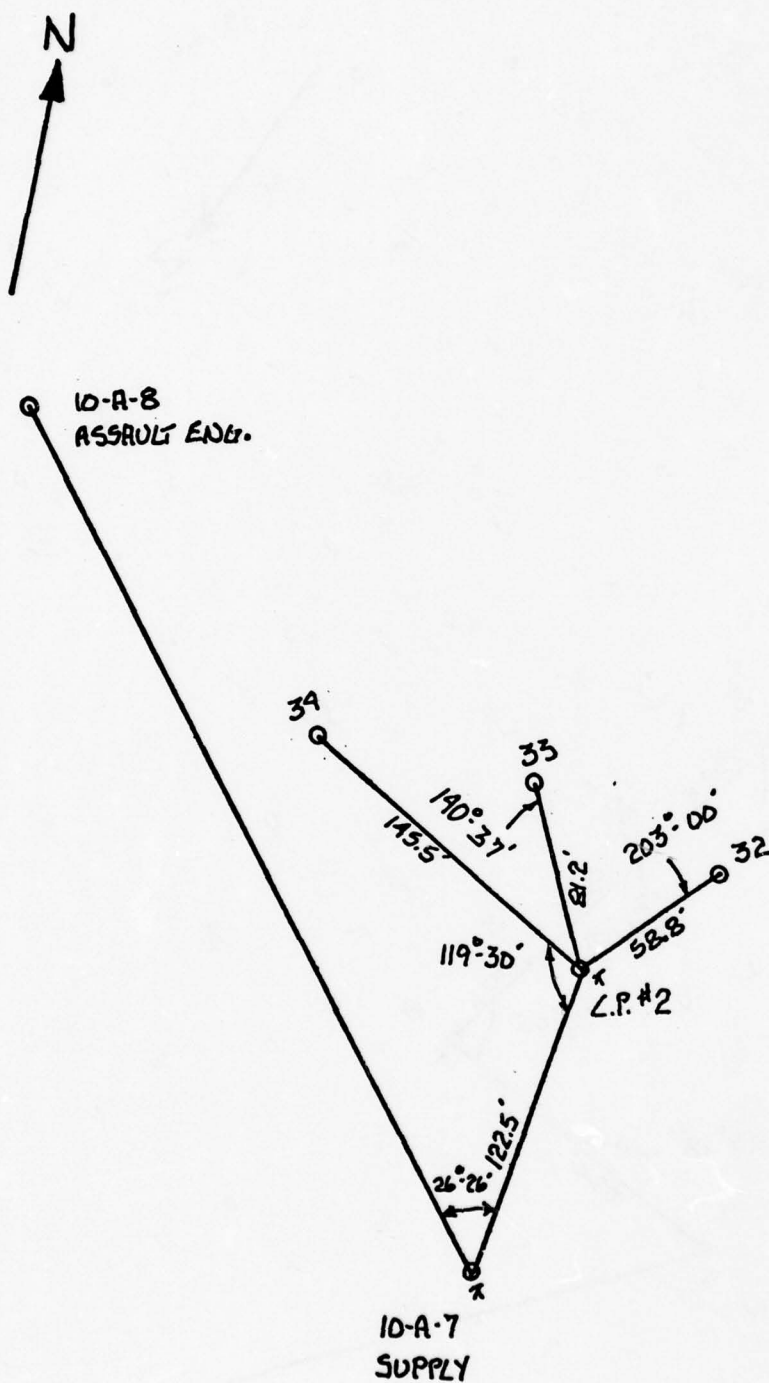 N
10-A-8
ASSAULT ENG.
34
33
140°-37'
145.5'
81.2'
203°-00'
32
58.8'
119°-30'
L.P. #2
122.5'
26°-26'
10-A-7
SUPPLY